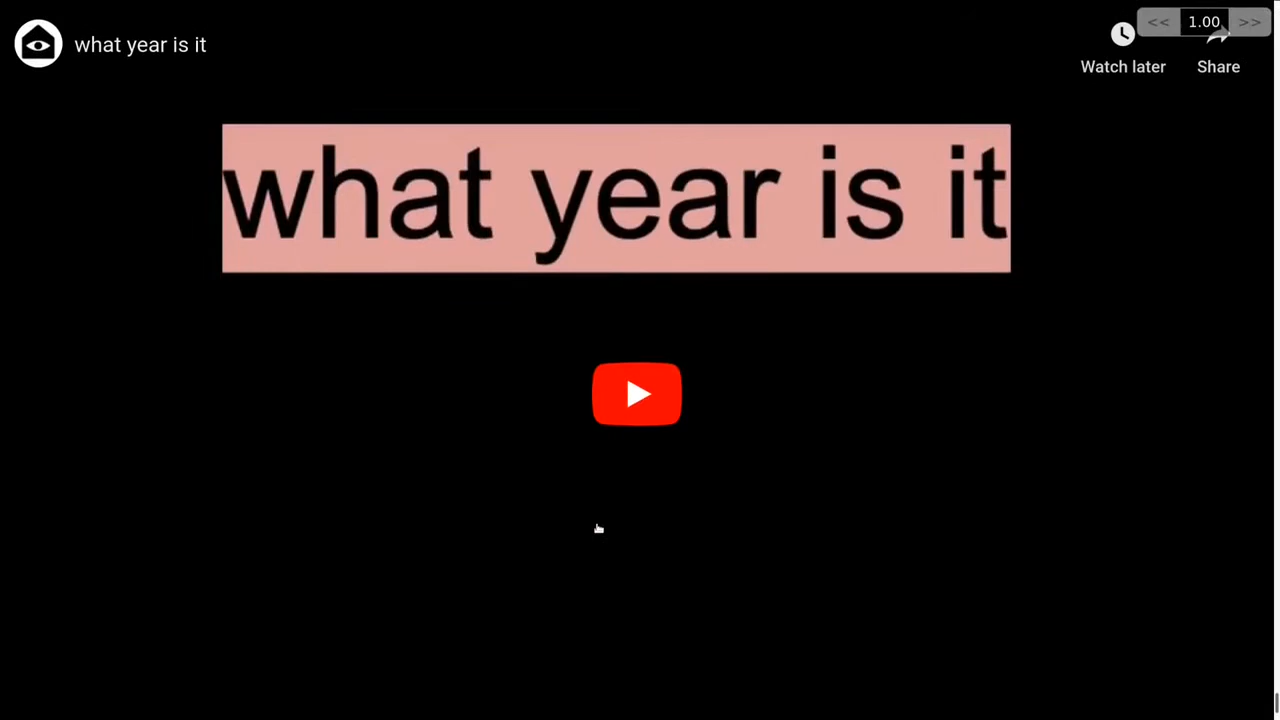 what year is it
<< 1.00 >>
Watch later
Share
what year is it